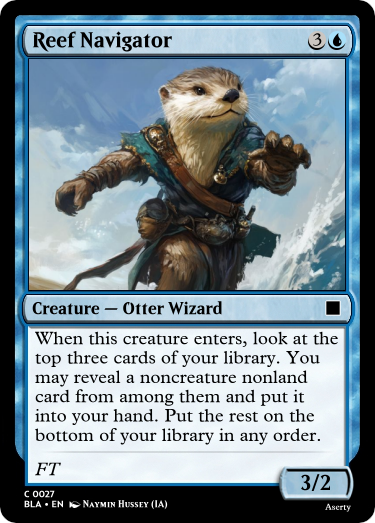 Reef Navigator 3
Creature — Otter Wizard
When this creature enters, look at the
top three cards of your library. You
may reveal a noncreature nonland
card from among them and put it
into your hand. Put the rest on the
bottom of your library in any order.
FT
3/2
C 0027
BLA • EN Naymin Hussey (IA)
Aserty